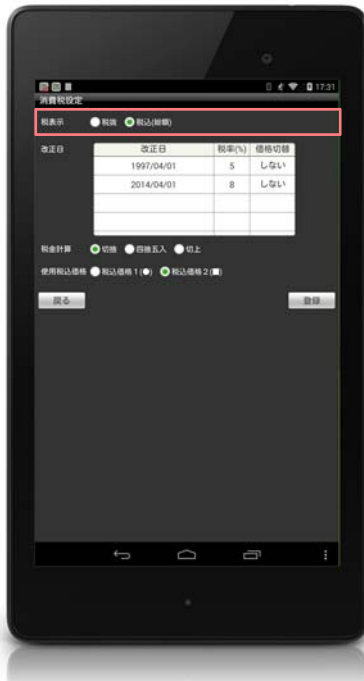 17:31
消費税設定
税表示 税抜 税込(総額)
改正日 改正日 税率(%) 価格切替
1997/04/01 5 しない
2014/04/01 8 しない
税金計算 切捨 四捨五入 切上
使用税込価格 税込価格1(●) 税込価格2(■)
戻る 登録